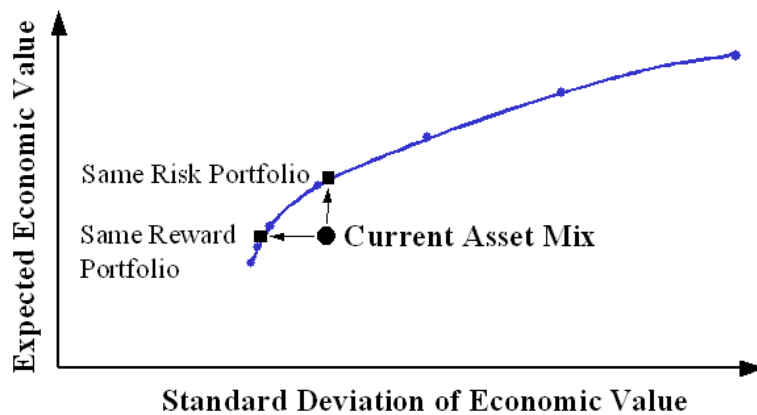 Expected Economic Value
Same Risk Portfolio
Same Reward
Portfolio
Current Asset Mix
Standard Deviation of Economic Value